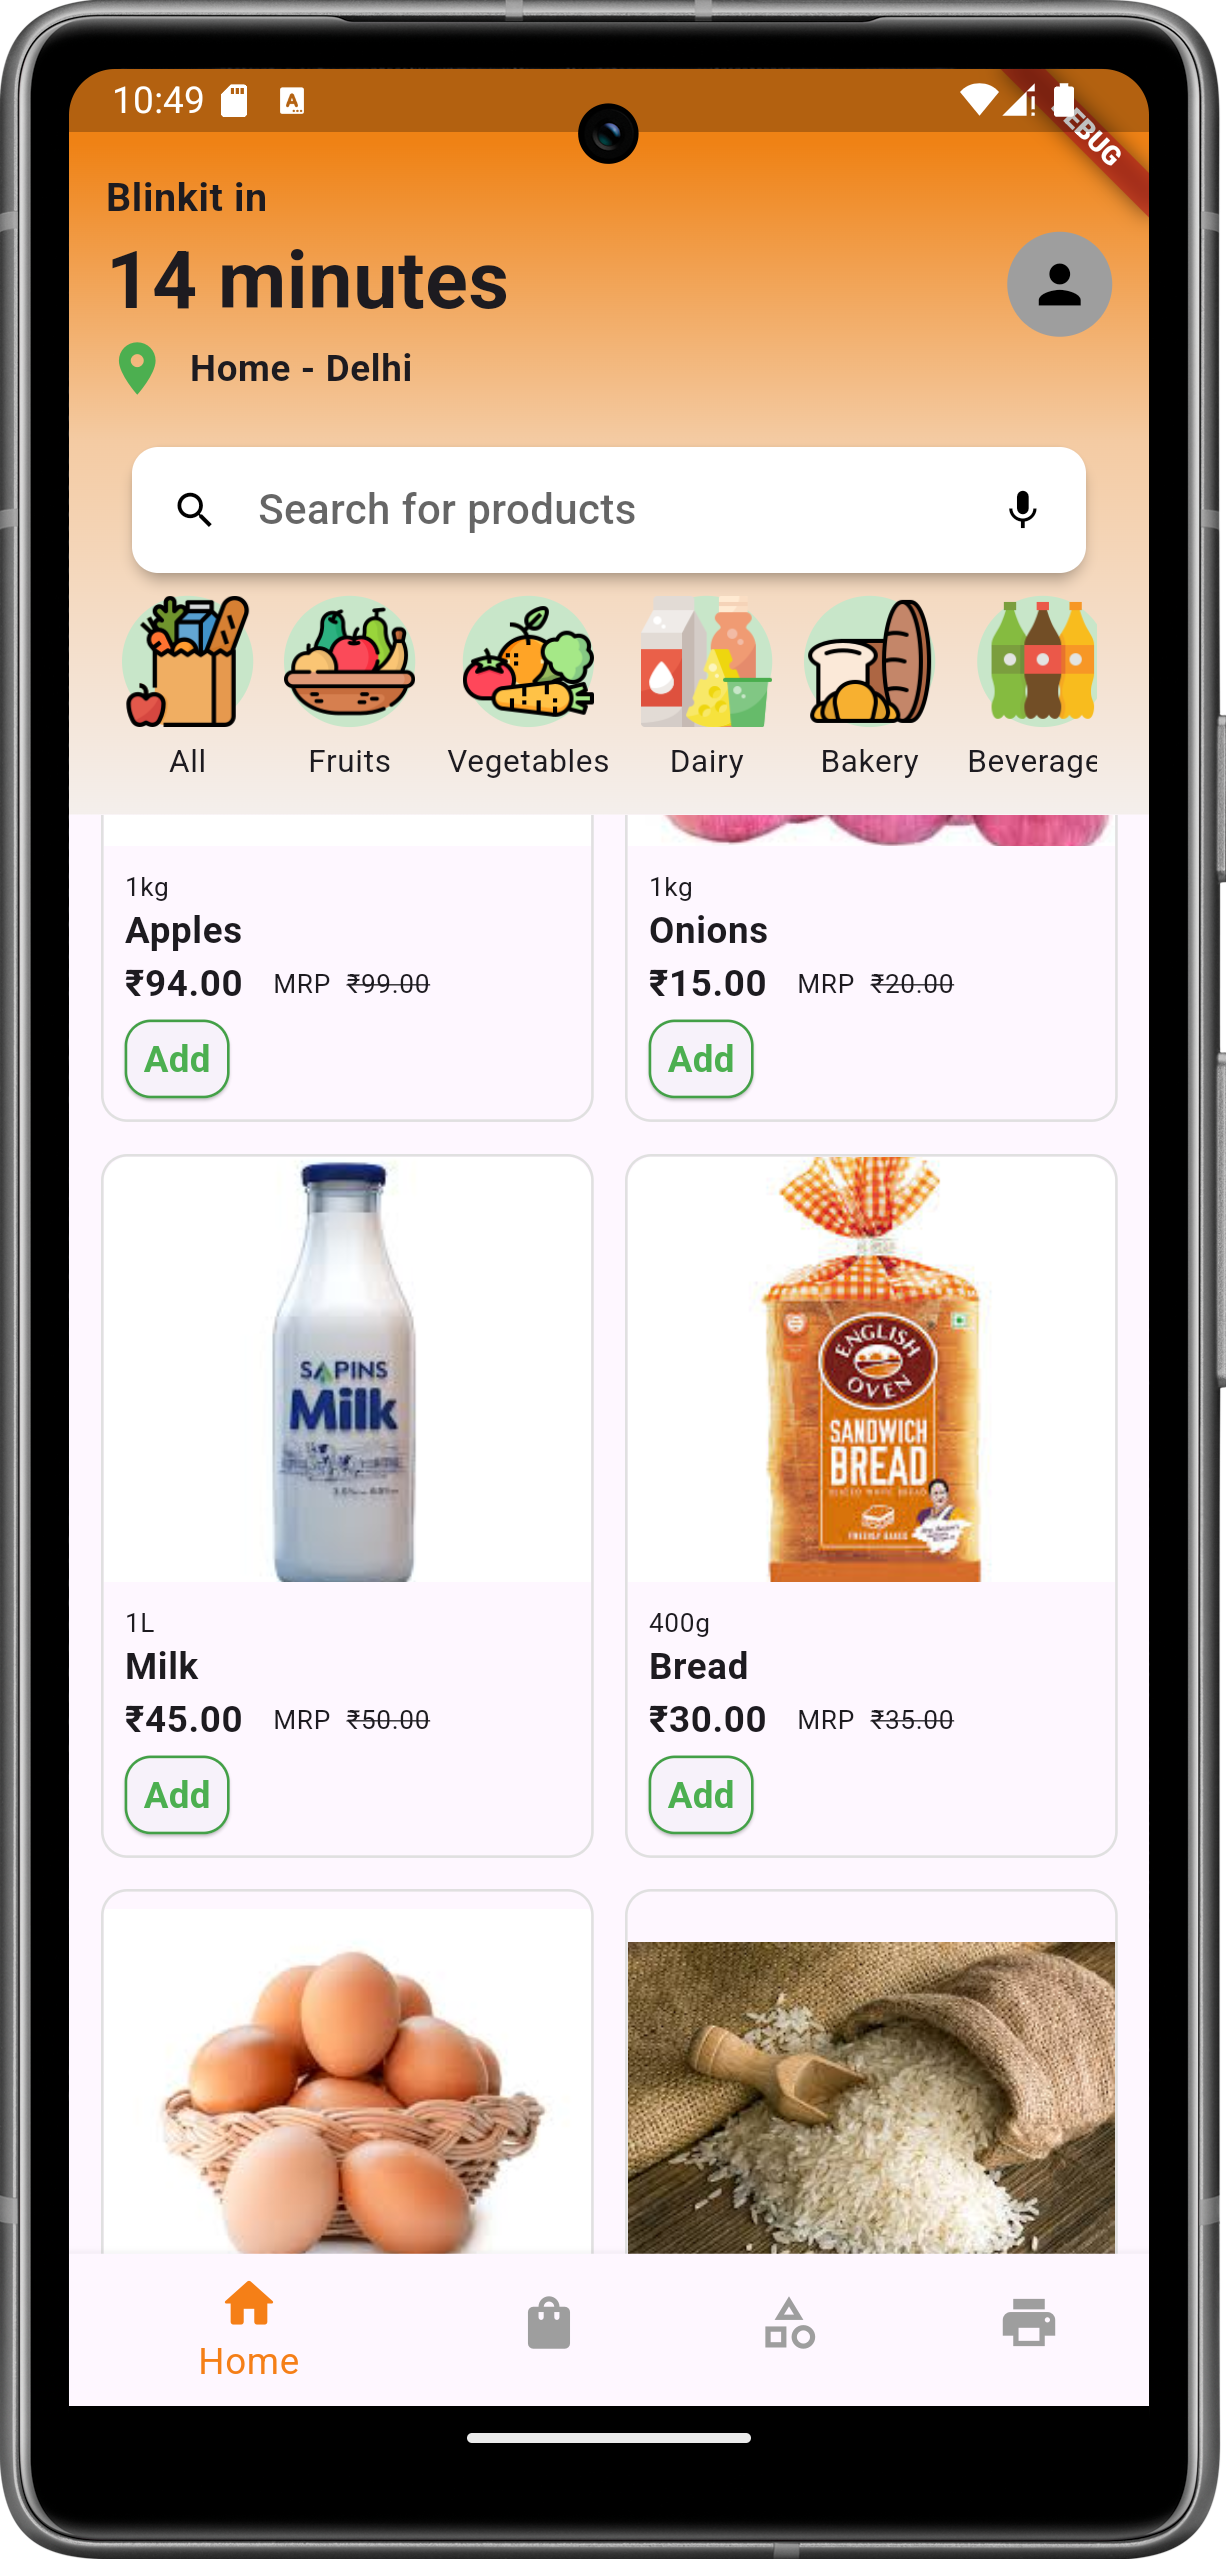 10:49
EBUG
Blinkit in
14 minutes
Home - Delhi
Search for products
All Fruits Vegetables Dairy Bakery Beverage
1kg
Apples
₹94.00 MRP ₹99.00
Add
1kg
Onions
₹15.00 MRP ₹20.00
Add
SAPINS
Milk
1L
Milk
₹45.00 MRP ₹50.00
Add
ENGLISH
OVEN
SANDWICH
BREAD
400g
Bread
₹30.00 MRP ₹35.00
Add
Home